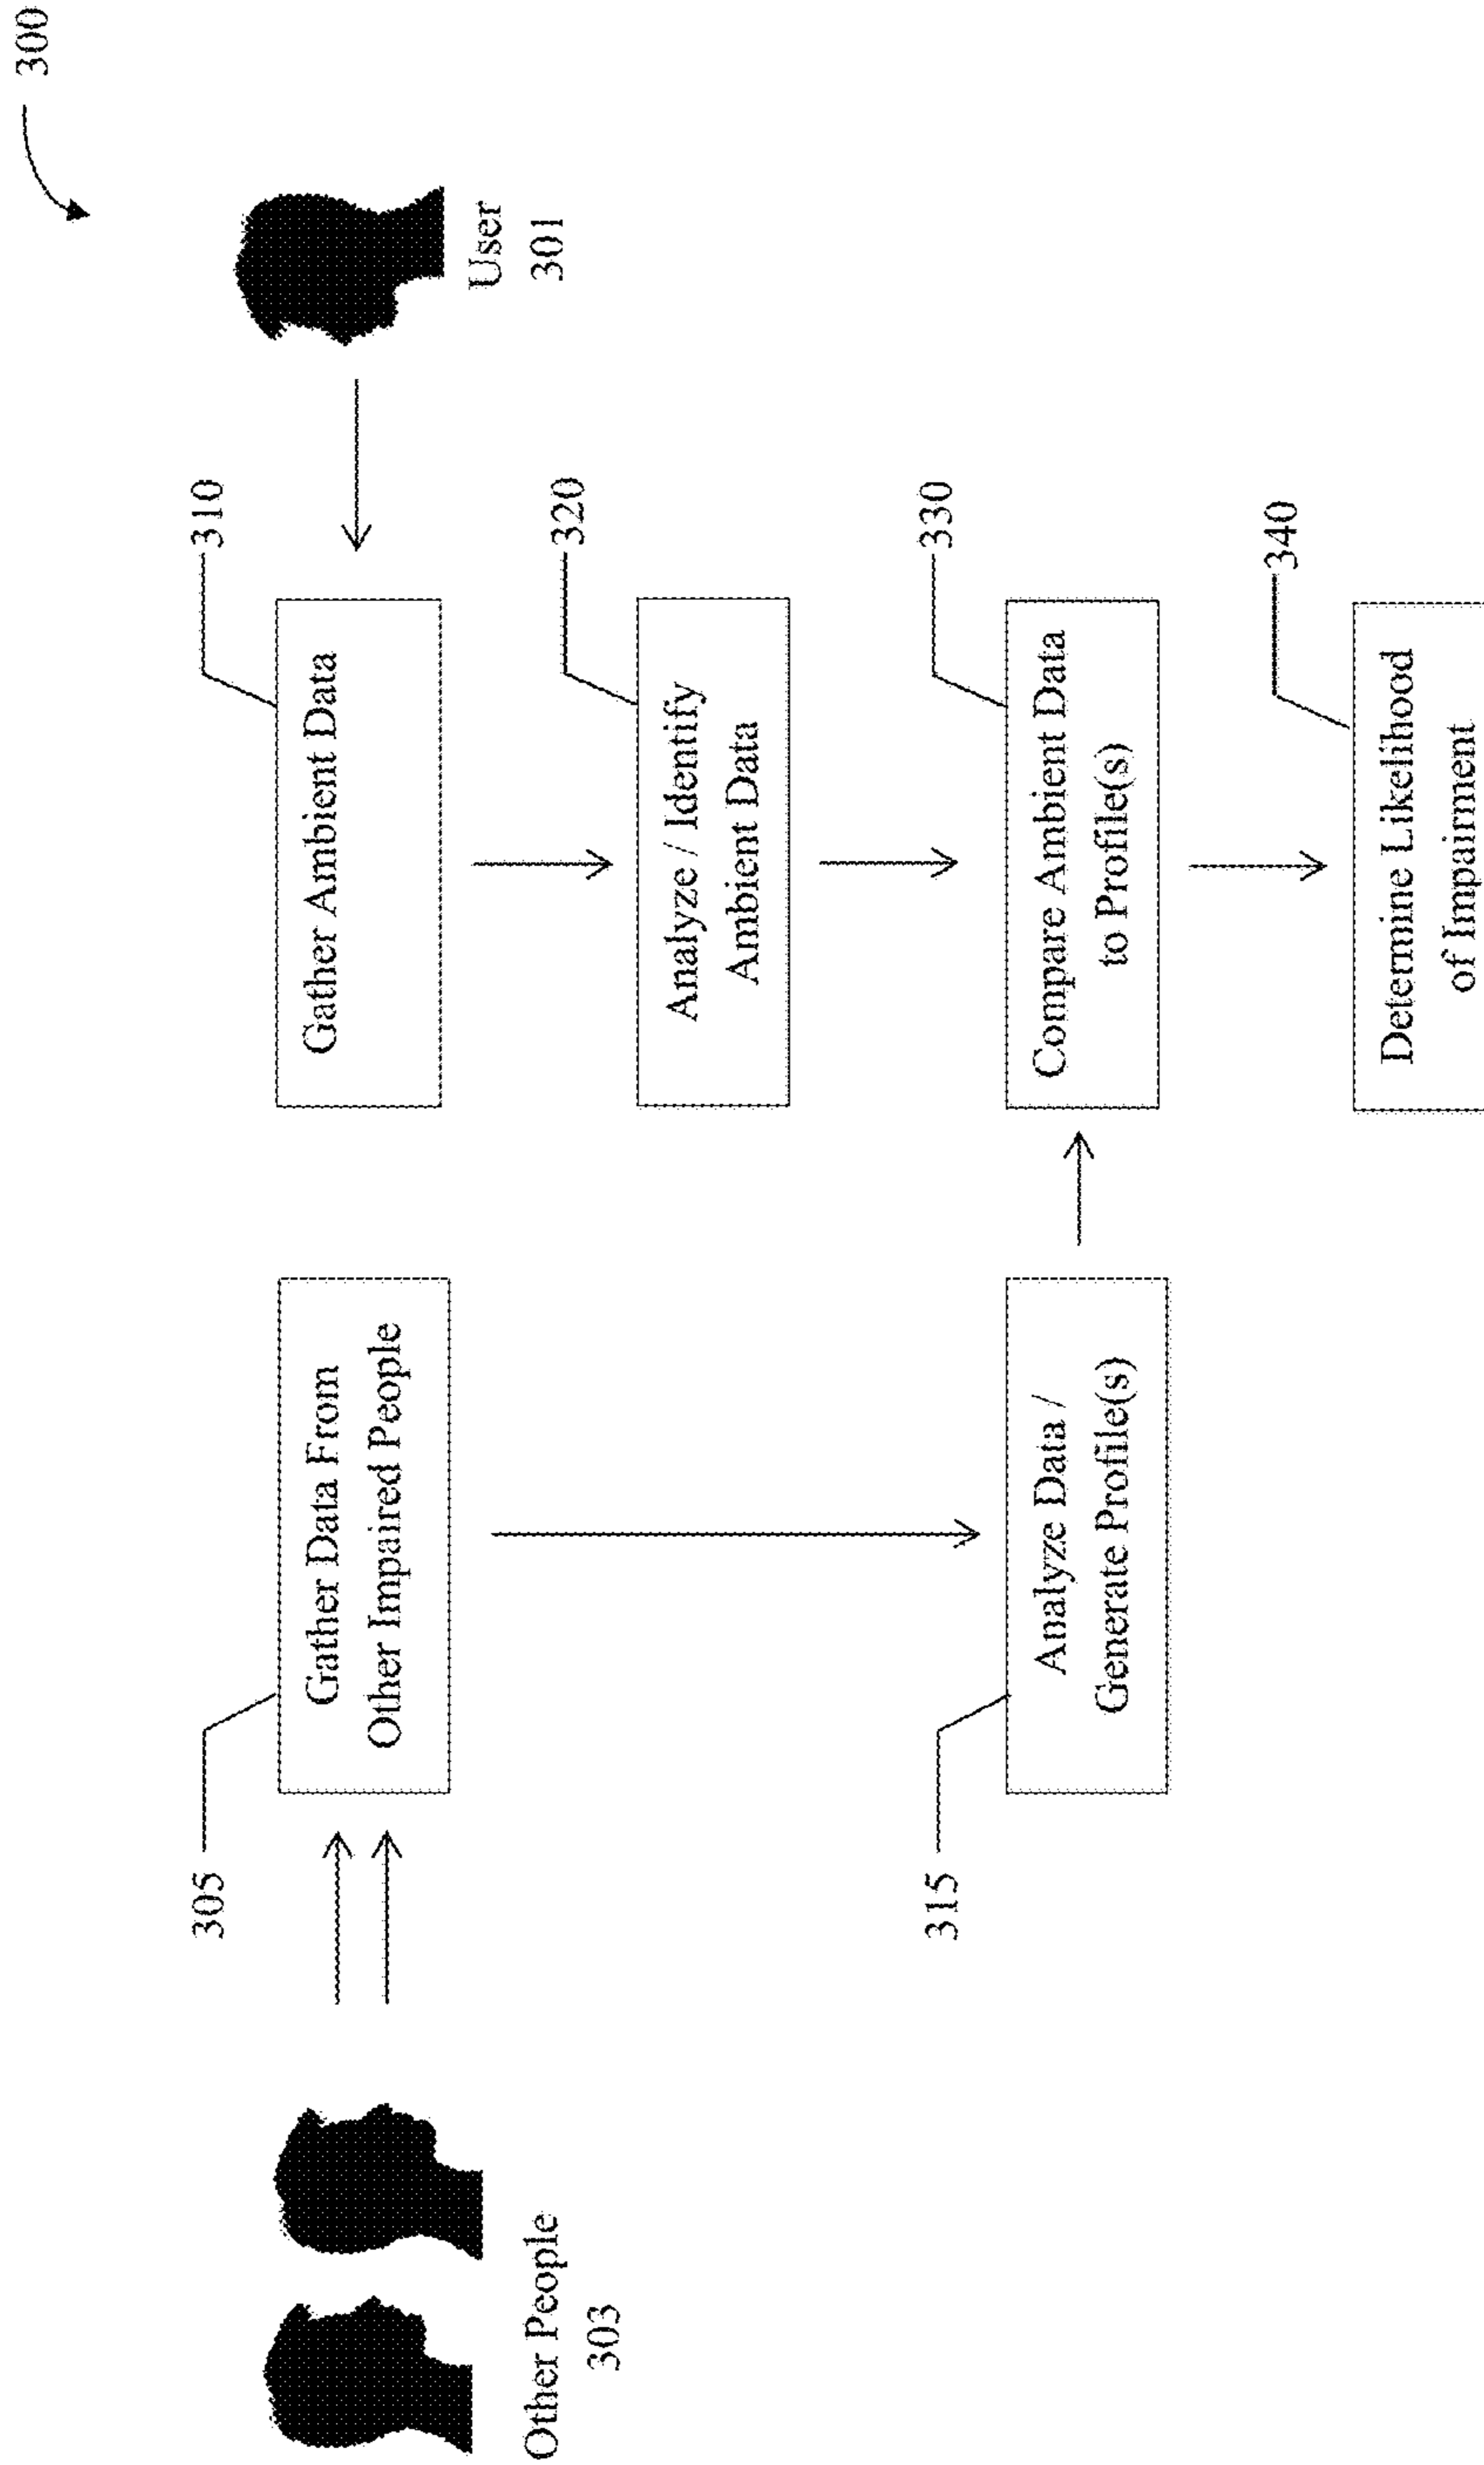 300
305
Gather Data From
Other Impaired People
310
Gather Ambient Data
Other People
303
User
301
320
Analyze / Identify
Ambient Data
315
Analyze Data /
Generate Profile(s)
330
Compare Ambient Data
to Profile(s)
340
Determine Likelihood
of Impairment